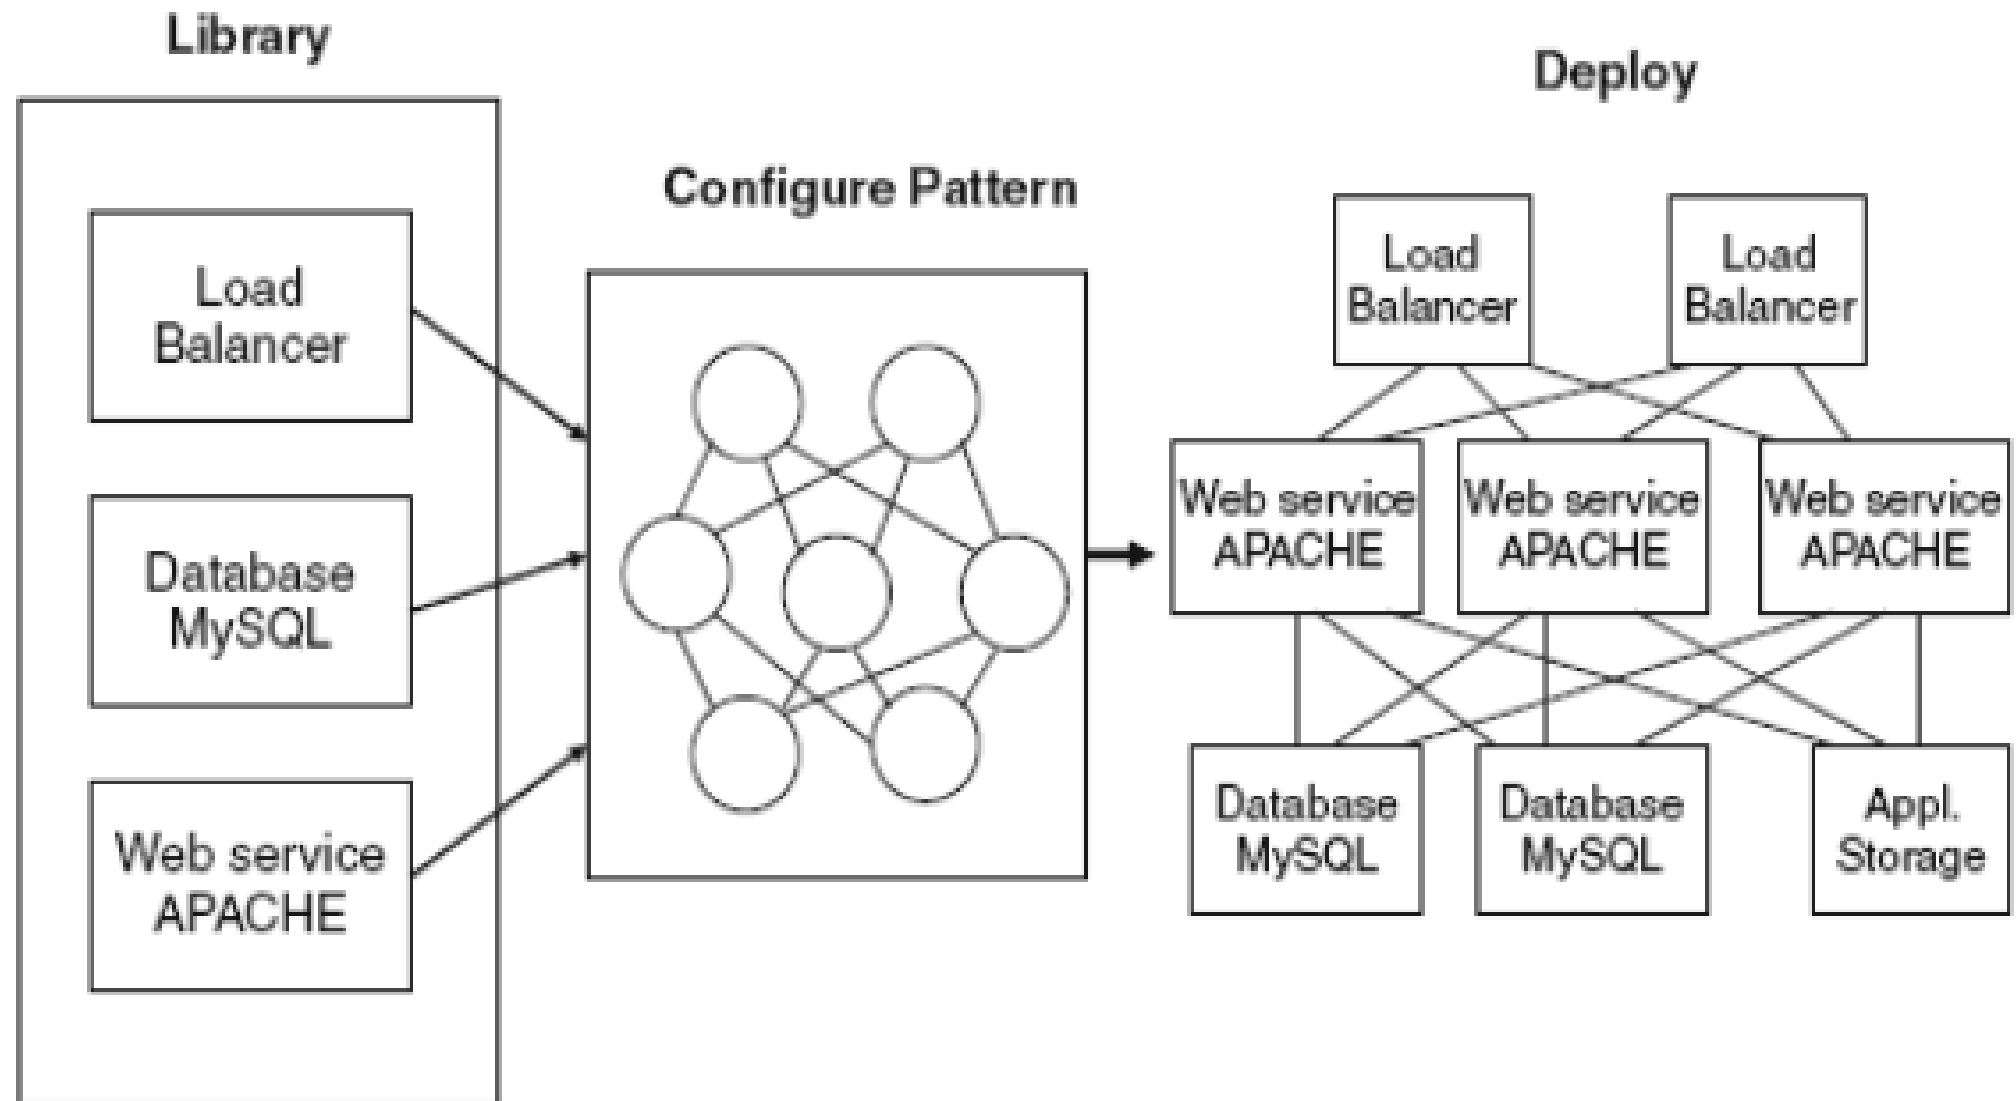 Library
Load
Balancer
Database
MySQL
Web service
APACHE
Configure Pattern
Deploy
Load
Balancer
Load
Balancer
Web service
APACHE
Web service
APACHE
Web service
APACHE
Database
MySQL
Database
MySQL
Appl.
Storage